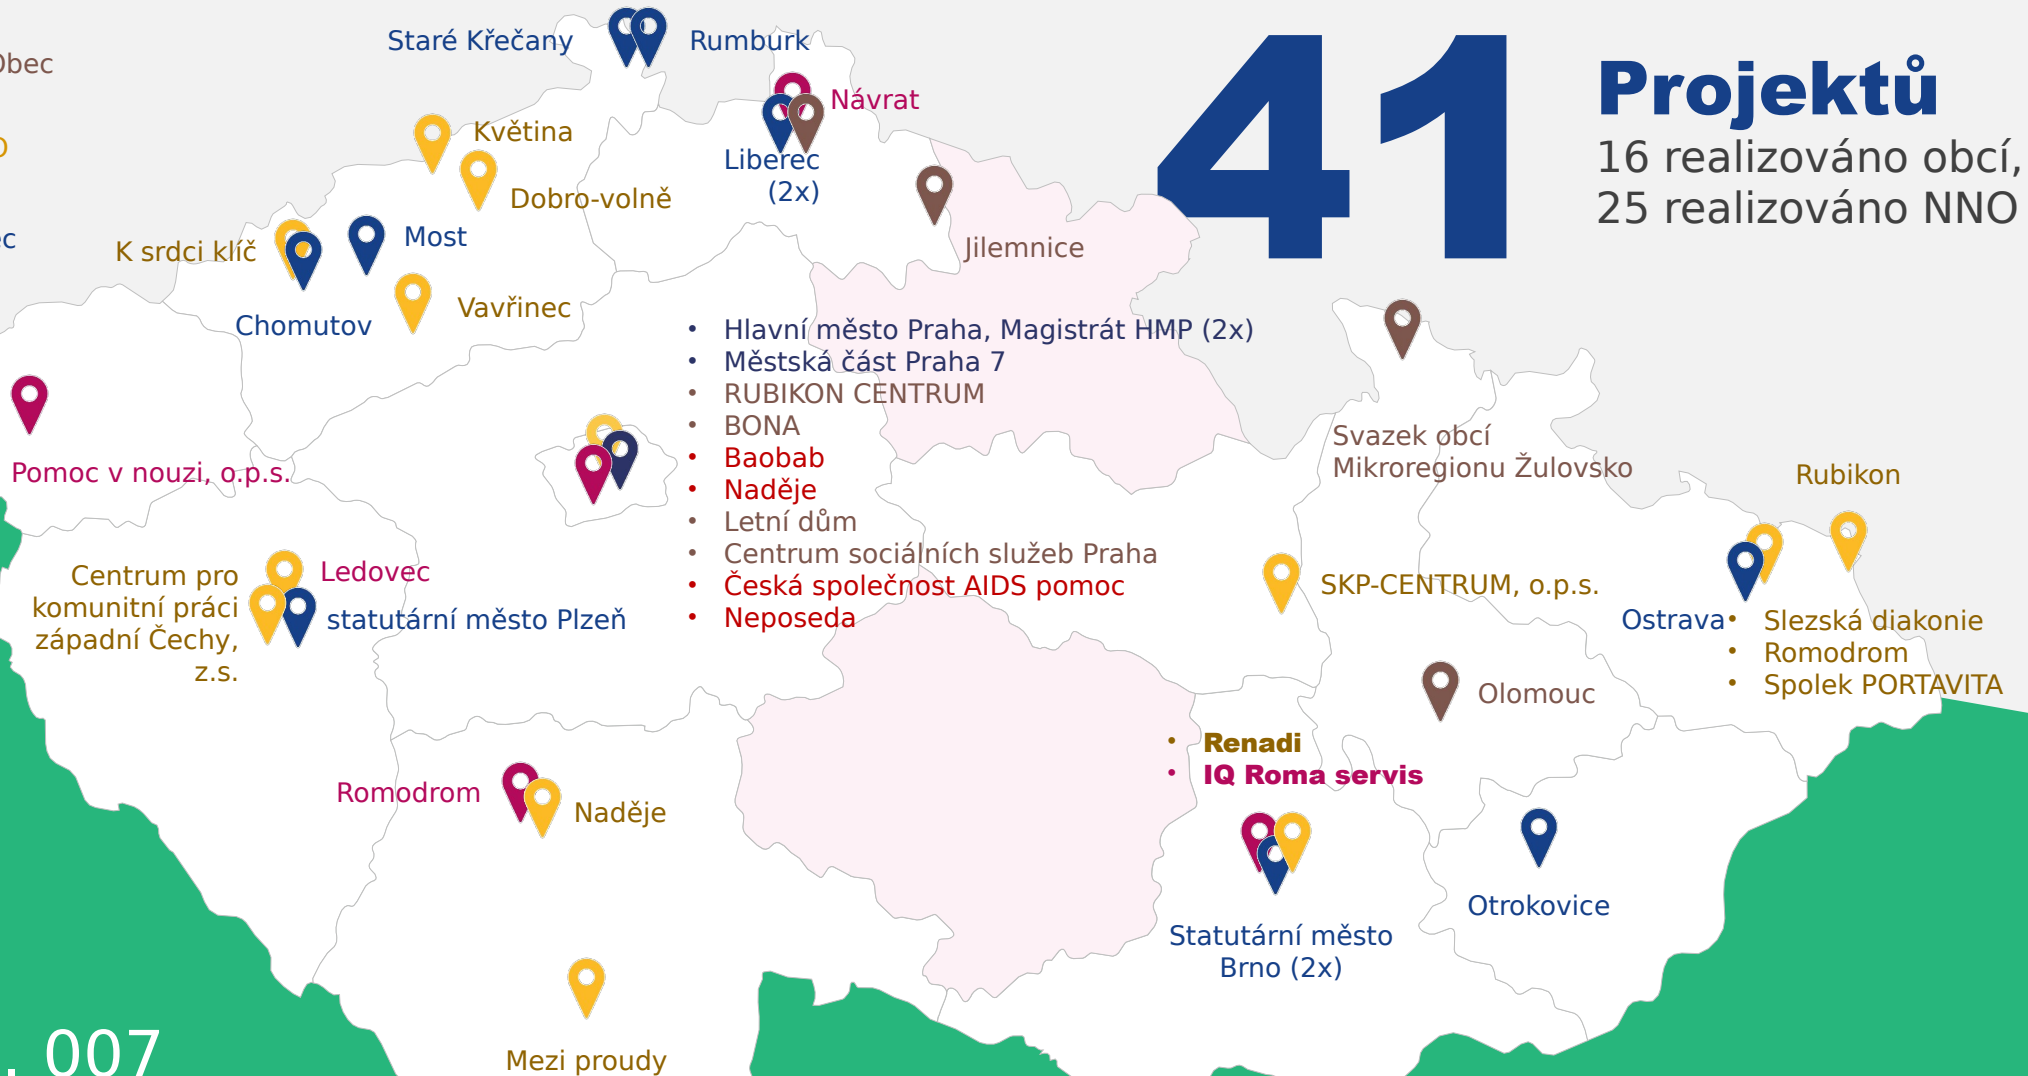 Obec
ec
Staré Křečany
Rumburk
Návrat
Květina
Liberec
(2x)
Dobro-volně
K srdci klíč
Most
Jilemnice
Chomutov
Vavřinec
41
Projektů
16 realizováno obcí,
25 realizováno NNO
• Hlavní město Praha, Magistrát HMP (2x)
• Městská část Praha 7
• RUBIKON CENTRUM
• BONA
• Baobab
• Naděje
• Letní dům
• Centrum sociálních služeb Praha
• Česká společnost AIDS pomoc
• Neposeda
Pomoc v nouzi, o.p.s.
Svazek obcí
Mikroregionu Žulovsko
Rubikon
Centrum pro
komunitní práci
západní Čechy,
z.s.
Ledovec
statutární město Plzeň
SKP-CENTRUM, o.p.s.
Ostrava
• Slezská diakonie
• Romodrom
• Spolek PORTAVITA
Olomouc
• Renadi
• IQ Roma servis
Romodrom
Naděje
Otrokovice
Statutární město
Brno (2x)
Mezi proudy
. 007